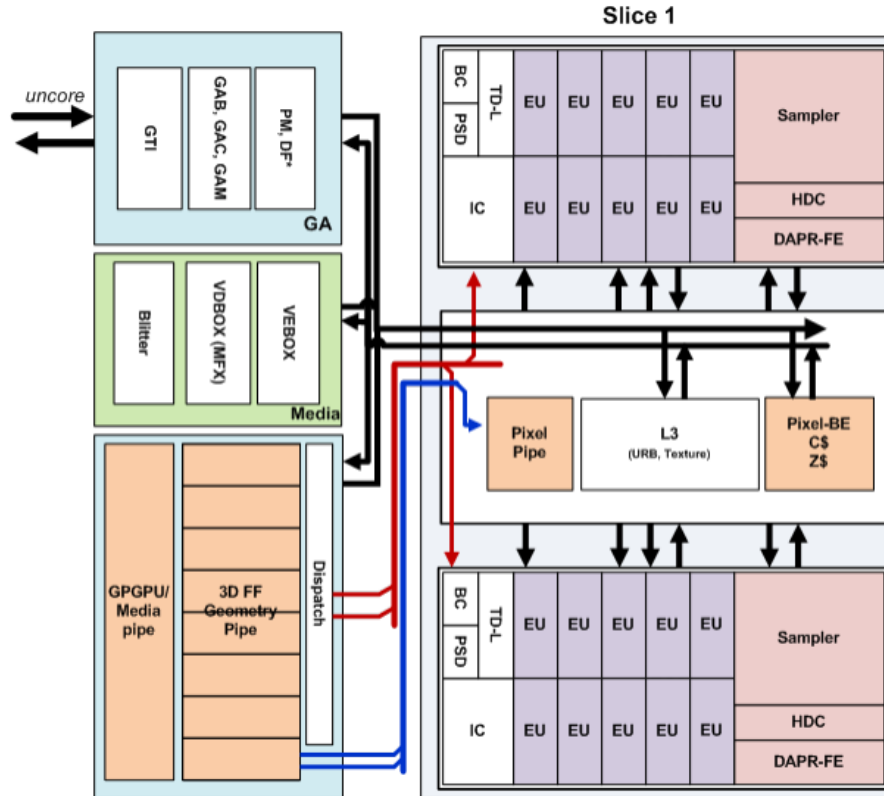 Slice 1
uncore
GTI
GAB, GAC, GAM
PM, DF*
GA
Blitter
VDBOX (MFX)
VEBOX
Media
GPGPU/
Media
pipe
3D FF
Geometry
Pipe
Dispatch
BC
PSD
TD-L
IC
EU
EU
EU
EU
EU
EU
EU
EU
EU
EU
Sampler
HDC
DAPR-FE
Pixel
Pipe
L3
(URB, Texture)
Pixel-BE
C$
Z$
BC
PSD
TD-L
IC
EU
EU
EU
EU
EU
EU
EU
EU
EU
EU
Sampler
HDC
DAPR-FE